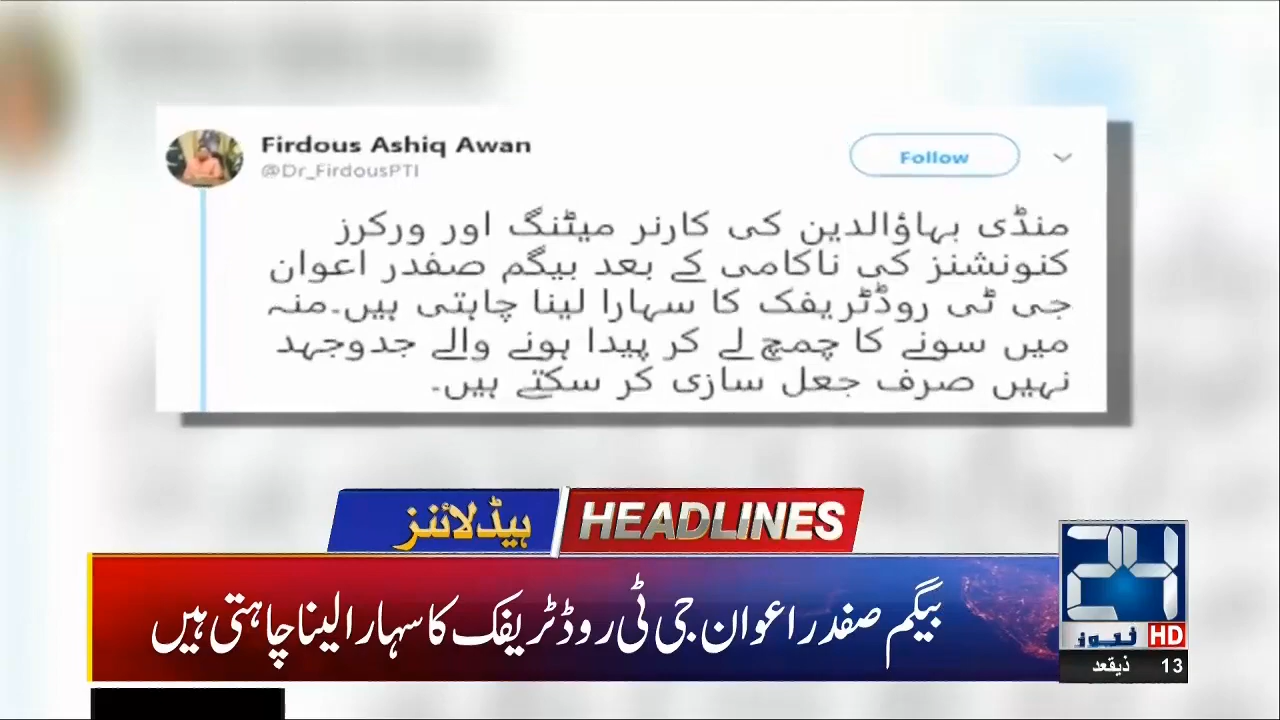 Firdous Ashiq Awan
@Dr_FirdousPTI
Follow
منڈی بہاؤالدین کی کارنر میٹنگ اور ورکرز
کنونشنز کی ناکامی کے بعد بیگم صفدر اعوان
جی ٹی روڈٹریفک کا سہارا لینا چاہتی ہیں۔منہ
میں سونے کا چمچ لے کر پیدا ہونے والے جدوجہد
نہیں صرف جعل سازی کر سکتے ہیں۔
ہیڈلائنز HEADLINES
بیگم صفدر اعوان جی ٹی روڈ ٹریفک کا سہارا لینا چاہتی ہیں
24
نیوز HD
13 ذیقعد